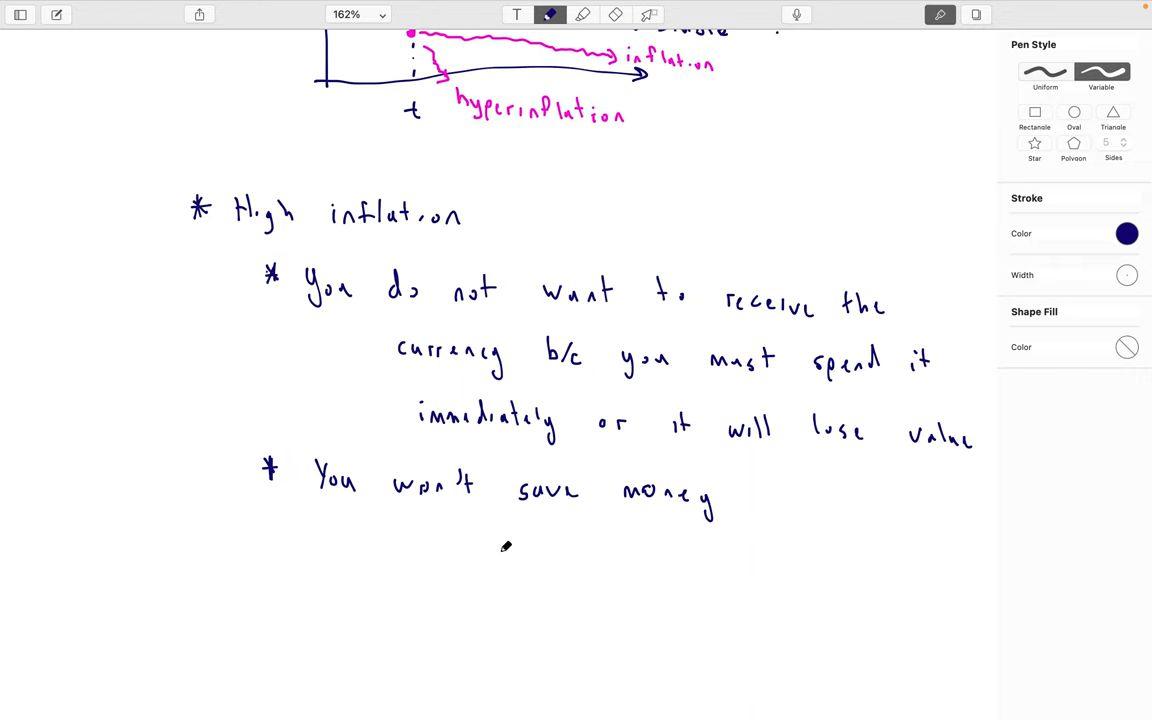 162%
T
inflation
hyperinflation
t
* High inflation
* You do not want to receive the
currency b/c you must spend it
immediately or it will lose value
* You won't save money
Pen Style
Uniform Variable
Rectangle Oval Triangle
5
Star Polygon Sides
Stroke
Color
Width
Shape Fill
Color